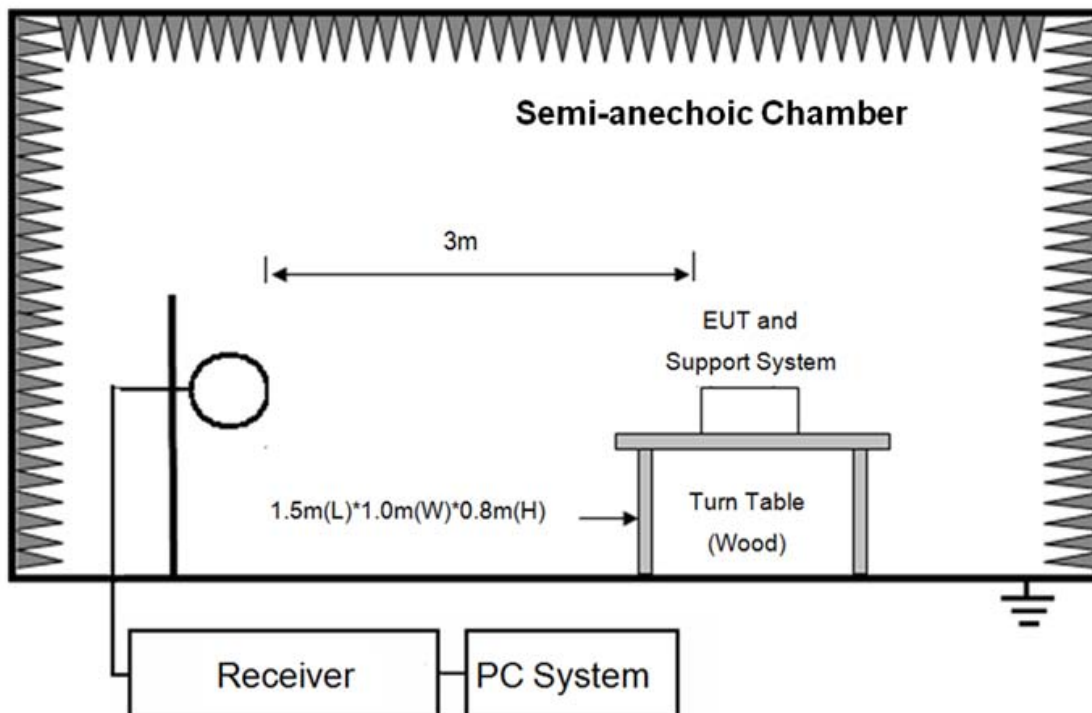 Semi-anechoic Chamber
3m
EUT and
Support System
1.5m(L)*1.0m(W)*0.8m(H)
Turn Table
(Wood)
Receiver
PC System